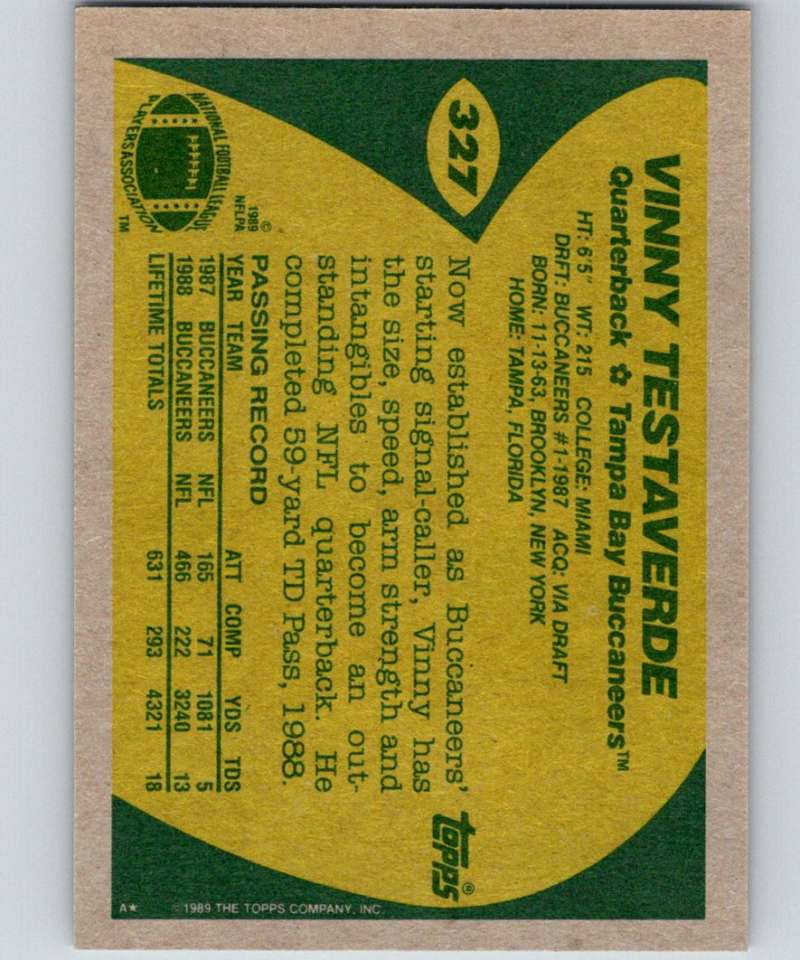 327
VINNY TESTAVERDE
Quarterback ✿ Tampa Bay Buccaneers™
HT: 6'5" WT: 215 COLLEGE: MIAMI
DRFT: BUCCANEERS #1-1987 ACQ: VIA DRAFT
BORN: 11-13-63, BROOKLYN, NEW YORK
HOME: TAMPA, FLORIDA
Now established as Buccaneers'
starting signal-caller, Vinny has
the size, speed, arm strength and
intangibles to become an out-
standing NFL quarterback. He
completed 59-yard TD Pass, 1988.
topps®
NATIONAL FOOTBALL LEAGUE
PLAYERS ASSOCIATION
TM
©
1989
NFLPA
PASSING RECORD
YEAR TEAM ATT COMP YDS TDS
1987 BUCCANEERS NFL 165 71 1081 5
1988 BUCCANEERS NFL 466 222 3240 13
LIFETIME TOTALS 631 293 4321 18
A★ ©1989 THE TOPPS COMPANY, INC.